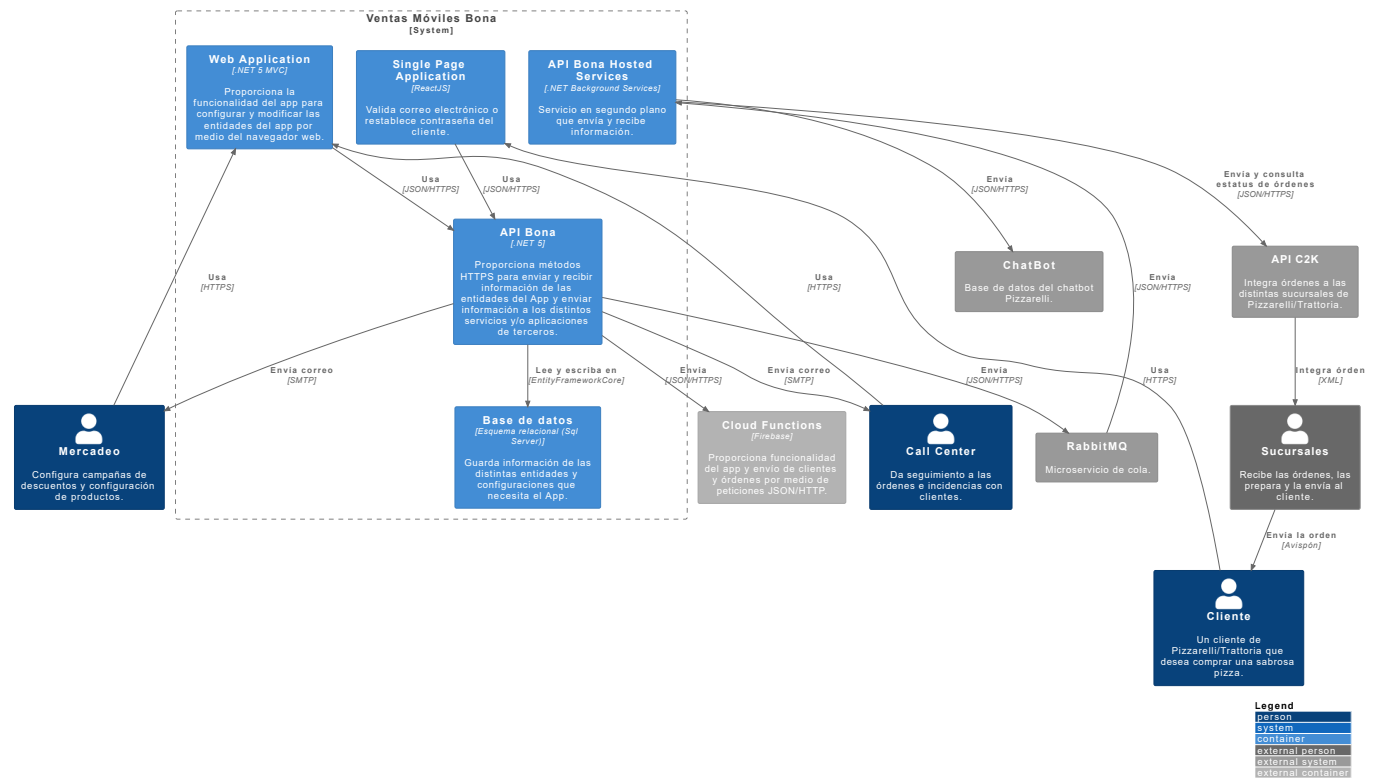 Ventas Móviles Bona
[System]
Web Application
[.NET 5 MVC]
Proporciona la
funcionalidad del app para
configurar y modificar las
entidades del app por
medio del navegador web.
Single Page
Application
[ReactJS]
Valida correo electrónico o
restablece contraseña del
cliente.
API Bona Hosted
Services
[.NET Background Services]
Servicio en segundo plano
que envía y recibe
información.
Usa
[JSON/HTTPS]
Usa
[JSON/HTTPS]
Envía
[JSON/HTTPS]
Envía y consulta
estatus de órdenes
[JSON/HTTPS]
API Bona
[.NET 5]
Proporciona métodos
HTTPS para enviar y recibir
información de las
entidades del App y enviar
información a los distintos
servicios y/o aplicaciones
de terceros.
ChatBot
Base de datos del chatbot
Pizzarelli.
API C2K
Integra órdenes a las
distintas sucursales de
Pizzarelli/Trattoria.
Usa
[HTTPS]
Usa
[HTTPS]
Envía
[JSON/HTTPS]
Envía correo
[SMTP]
Lee y escriba en
[EntityFrameworkCore]
Envía
[JSON/HTTPS]
Envía correo
[SMTP]
Envía
[JSON/HTTPS]
Usa
[HTTPS]
Integra órden
[XML]
Mercadeo
Configura campañas de
descuentos y configuración
de productos.
Base de datos
[Esquema relacional (Sql
Server)]
Guarda información de las
distintas entidades y
configuraciones que
necesita el App.
Cloud Functions
[Firebase]
Proporciona funcionalidad
del app y envío de clientes
y órdenes por medio de
peticiones JSON/HTTP.
Call Center
Da seguimiento a las
órdenes e incidencias con
clientes.
RabbitMQ
Microservicio de cola.
Sucursales
Recibe las órdenes, las
prepara y la envía al
cliente.
Envía la orden
[Avispón]
Cliente
Un cliente de
Pizzarelli/Trattoria que
desea comprar una sabrosa
pizza.
Legend
person
system
container
external person
external system
external container